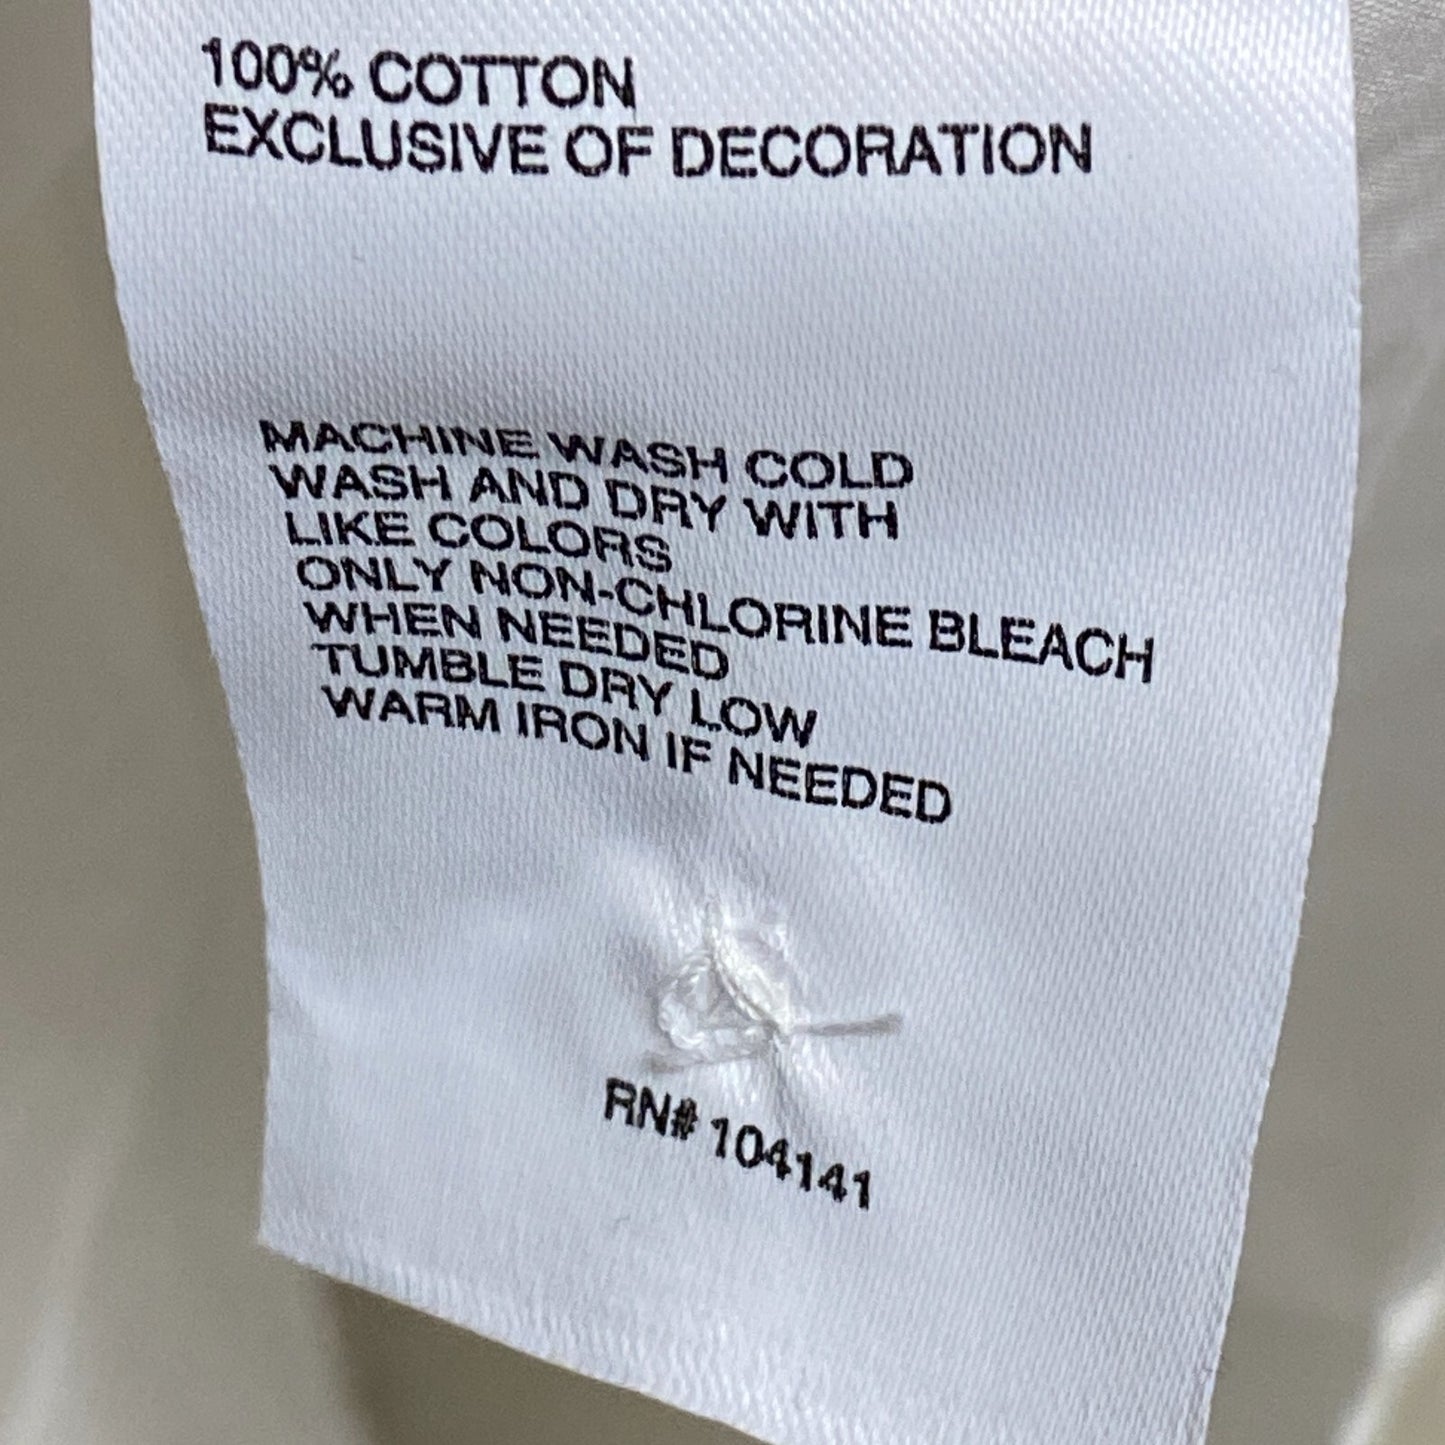 100% COTTON
EXCLUSIVE OF DECORATION
MACHINE WASH COLD
WASH AND DRY WITH
LIKE COLORS
ONLY NON-CHLORINE BLEACH
WHEN NEEDED
TUMBLE DRY LOW
WARM IRON IF NEEDED
RN# 104141